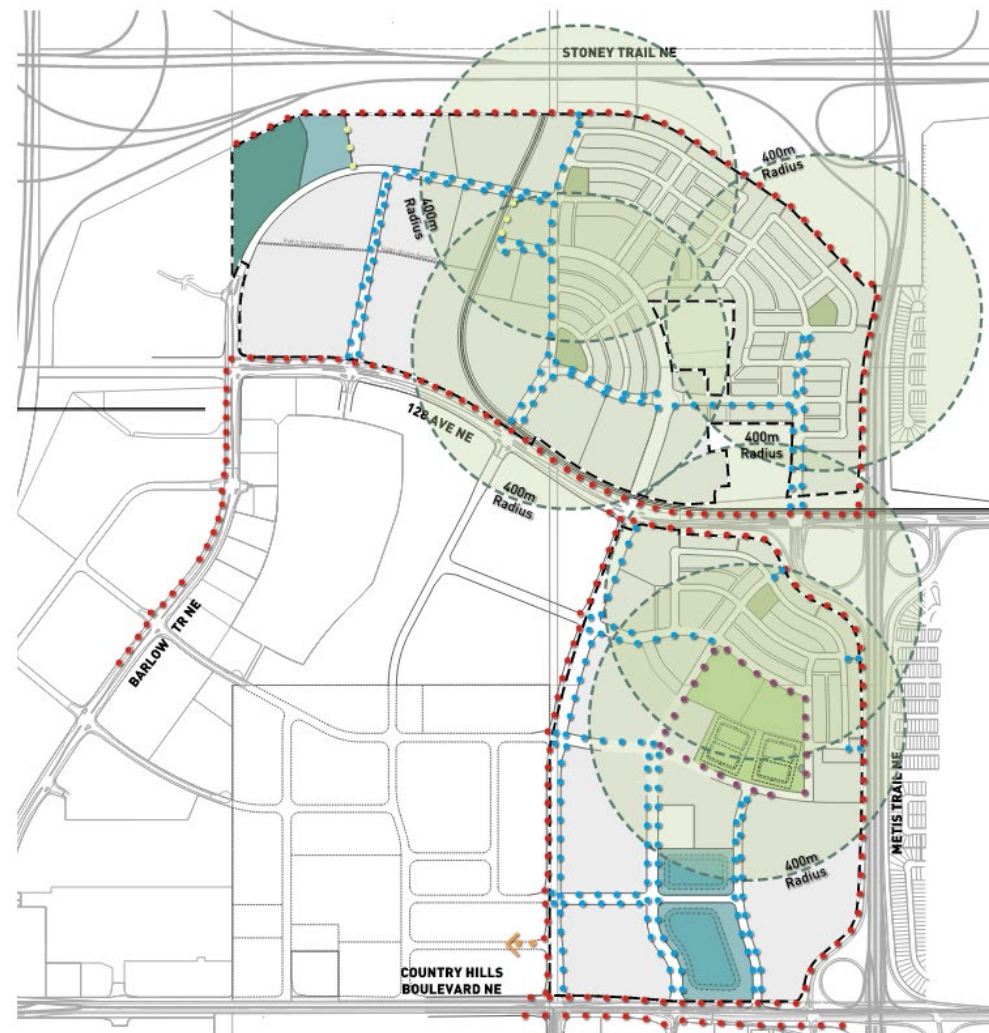 STONEY TRAIL NE
400m
Radius
400m
Radius
128 AVE NE
400m
Radius
400m
Radius
BARLOW TR NE
METIS TRAIL NE
400m
Radius
COUNTRY HILLS
BOULEVARD NE